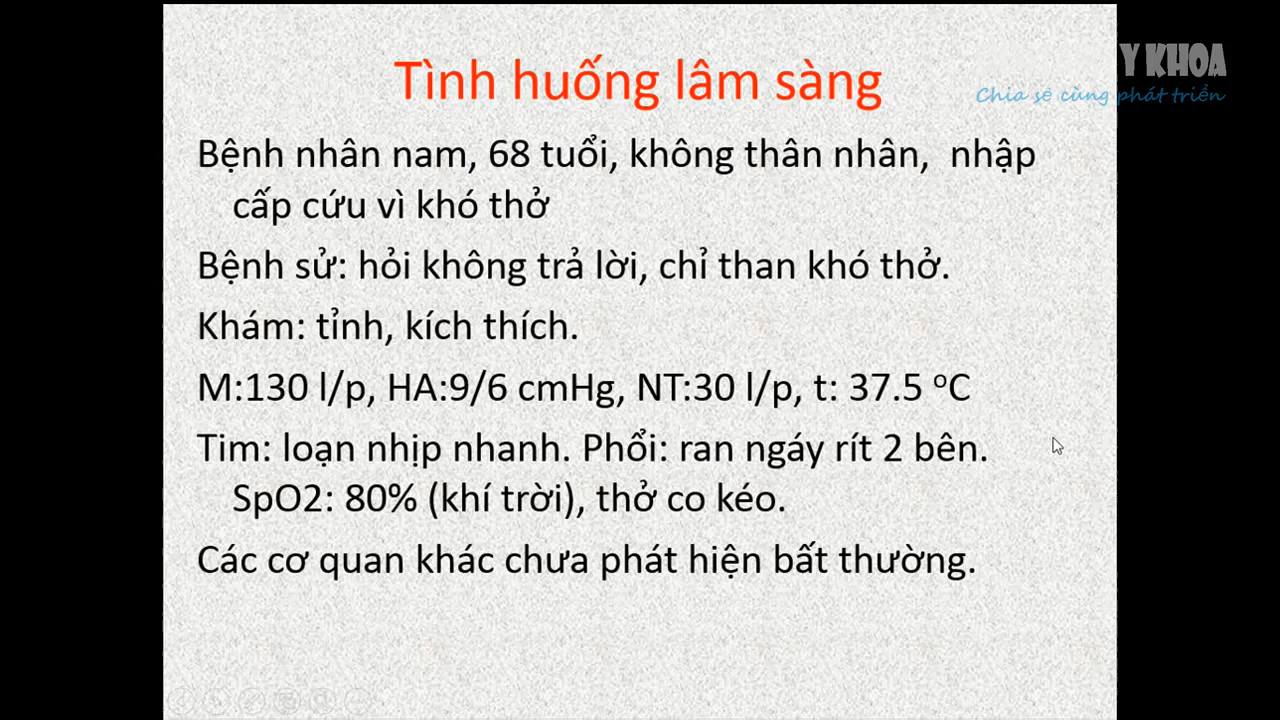 Y KHOA
Chia sẽ cùng phát triển
Tình huống lâm sàng
Bệnh nhân nam, 68 tuổi, không thân nhân, nhập
cấp cứu vì khó thở
Bệnh sử: hỏi không trả lời, chỉ than khó thở.
Khám: tỉnh, kích thích.
M:130 l/p, HA:9/6 cmHg, NT:30 l/p, t: 37.5 ᵒC
Tim: loạn nhịp nhanh. Phổi: ran ngáy rít 2 bên.
SpO2: 80% (khí trời), thở co kéo.
Các cơ quan khác chưa phát hiện bất thường.